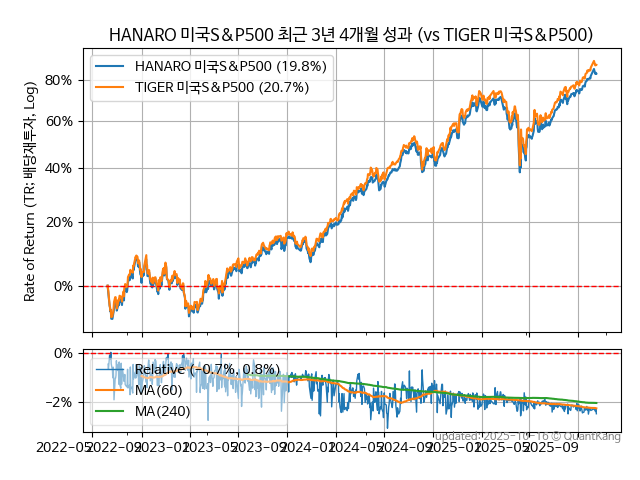 HANARO 미국S&P500 최근 3년 4개월 성과 (vs TIGER 미국S&P500)
HANARO 미국S&P500 (19.8%)
TIGER 미국S&P500 (20.7%)
80%
60%
40%
20%
0%
Rate of Return (TR: 배당재투자, Log)
0%
−2%
Relative (−0.7%, 0.8%)
MA(60)
MA(240)
updated: 2025-10-16 © QuantKang
2022-05 2022-09 2023-01 2023-05 2023-09 2024-01 2024-05 2024-09 2025-01 2025-05 2025-09